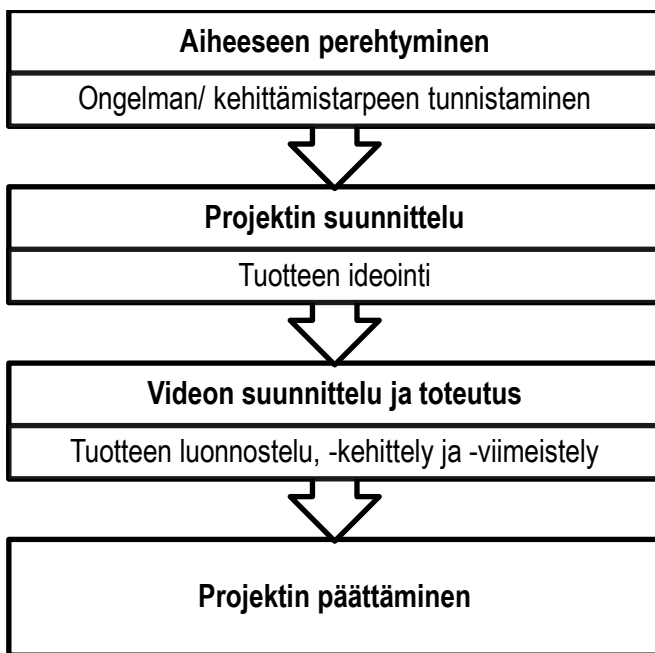 Aiheeseen perehtyminen
Ongelman/ kehittämistarpeen tunnistaminen
Projektin suunnittelu
Tuotteen ideointi
Videon suunnittelu ja toteutus
Tuotteen luonnostelu, -kehittely ja -viimeistely
Projektin päättäminen